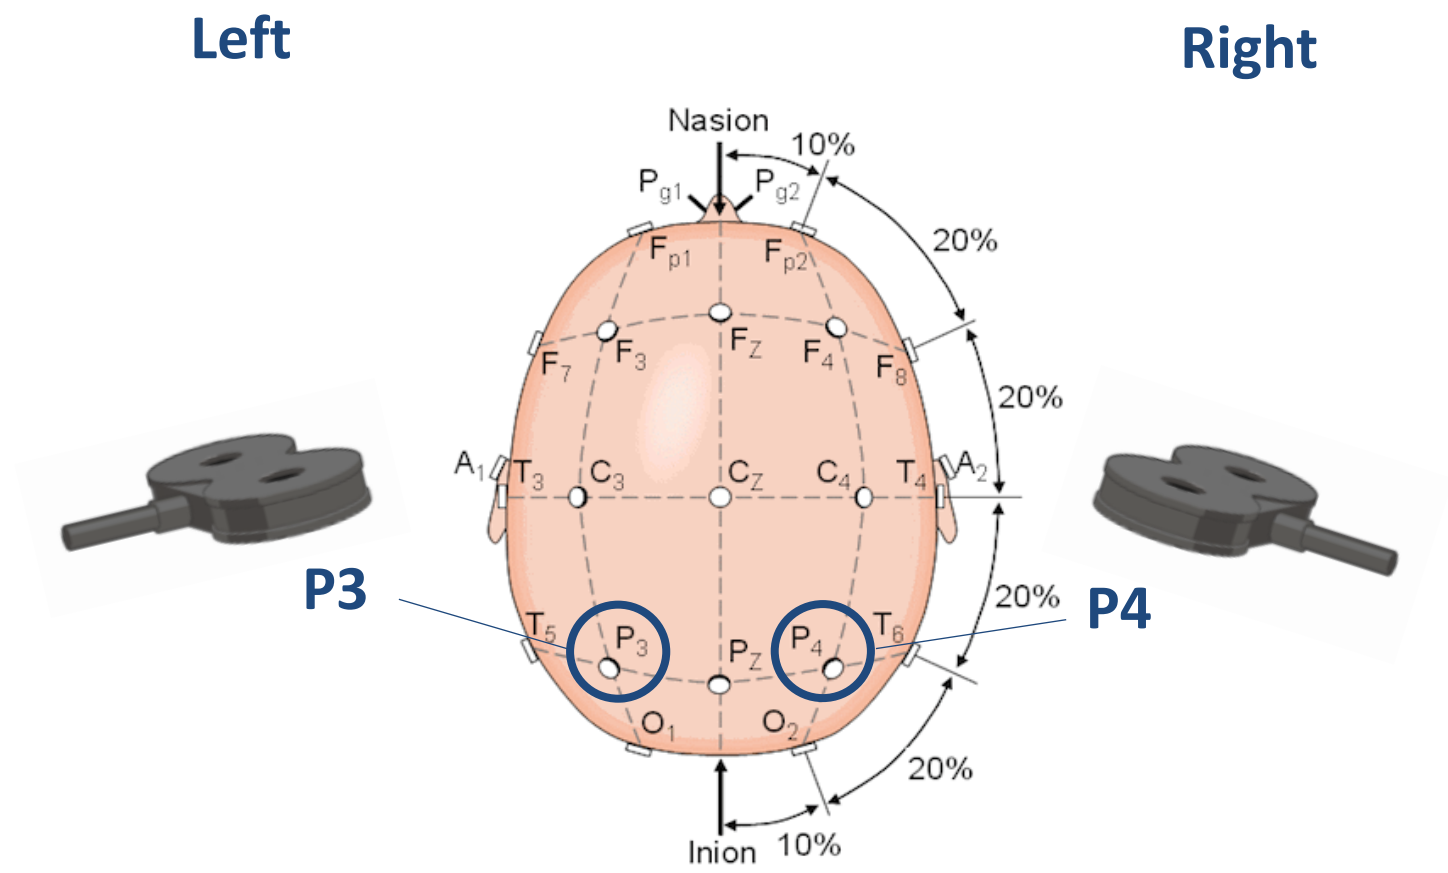 Left
Right
Nasion
10%
Pg1
Pg2
20%
Fp1
Fp2
F7
F3
FZ
F4
F8
20%
A1
T3
C3
CZ
C4
T4
A2
P3
20%
P4
T5
P3
PZ
P4
T6
O1
O2
20%
Inion
10%